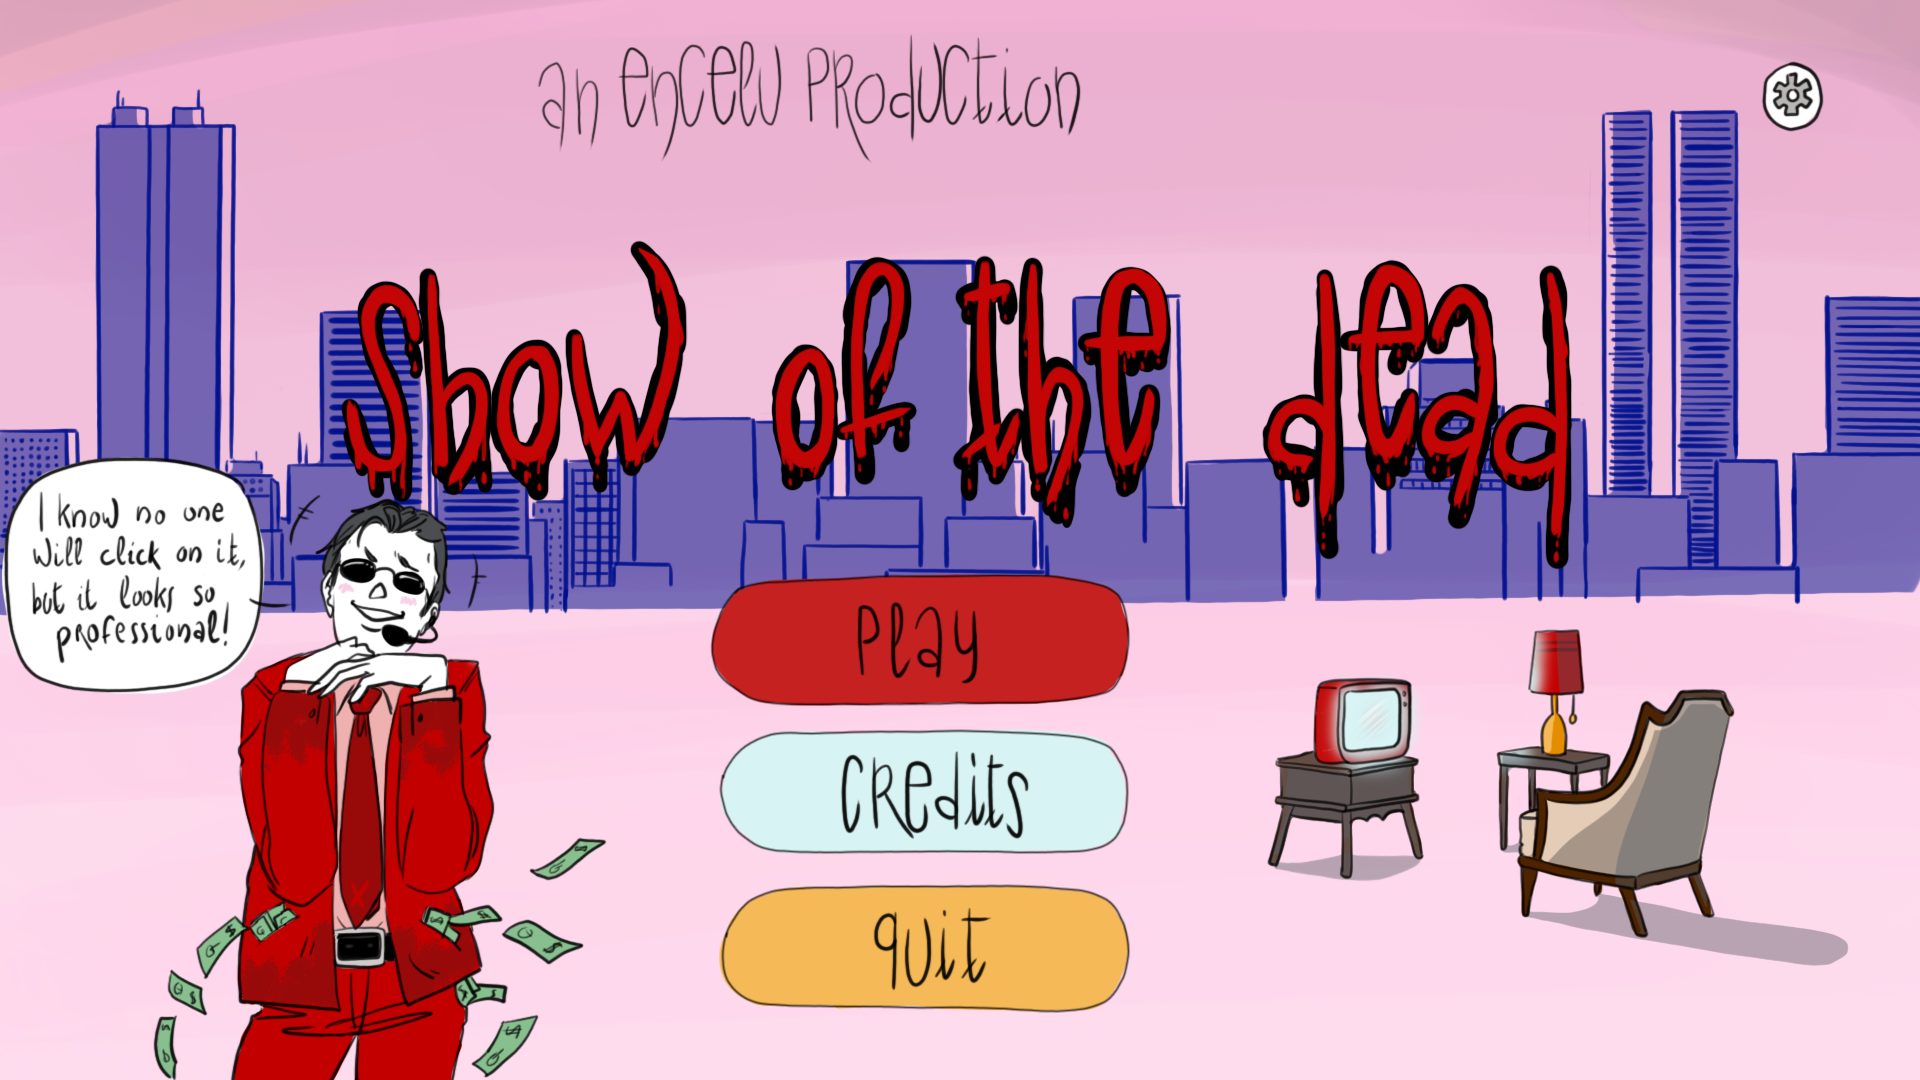 an encelu production
Show of the dead
I know no one
will click on it,
but it looks so
professional!
Play
Credits
quit